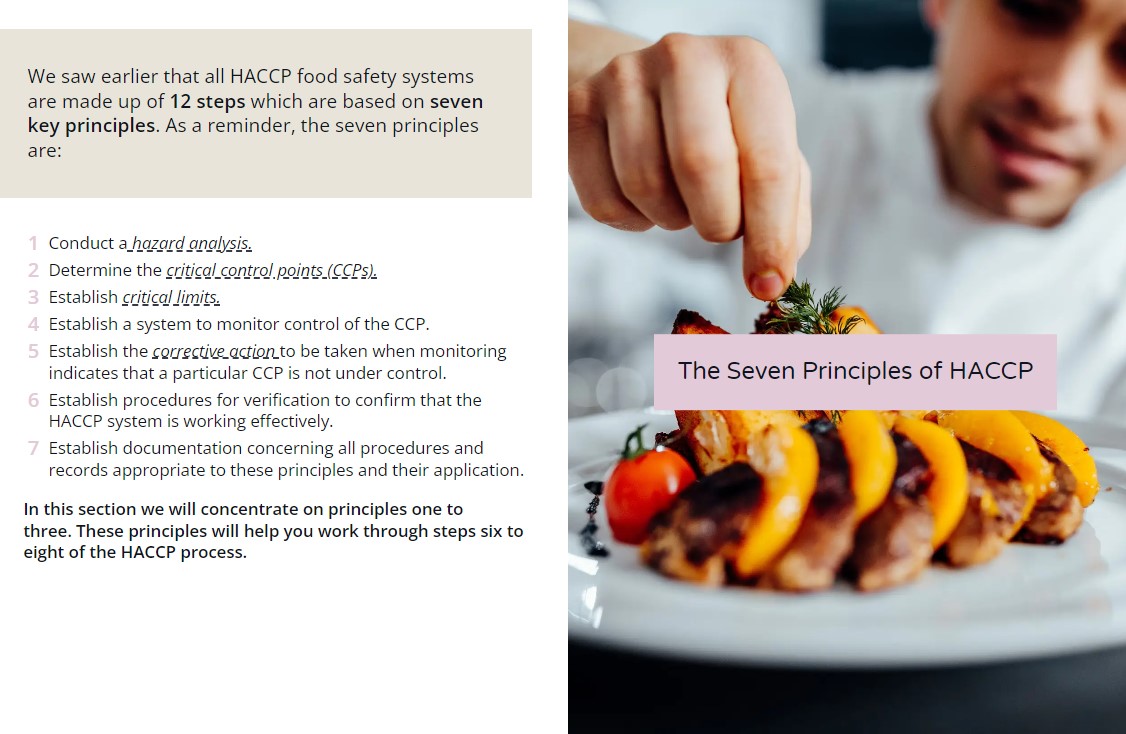 We saw earlier that all HACCP food safety systems
are made up of 12 steps which are based on seven
key principles. As a reminder, the seven principles
are:
1 Conduct a hazard analysis.
2 Determine the critical control points (CCPs).
3 Establish critical limits.
4 Establish a system to monitor control of the CCP.
5 Establish the corrective action to be taken when monitoring
indicates that a particular CCP is not under control.
6 Establish procedures for verification to confirm that the
HACCP system is working effectively.
7 Establish documentation concerning all procedures and
records appropriate to these principles and their application.
In this section we will concentrate on principles one to
three. These principles will help you work through steps six to
eight of the HACCP process.
The Seven Principles of HACCP